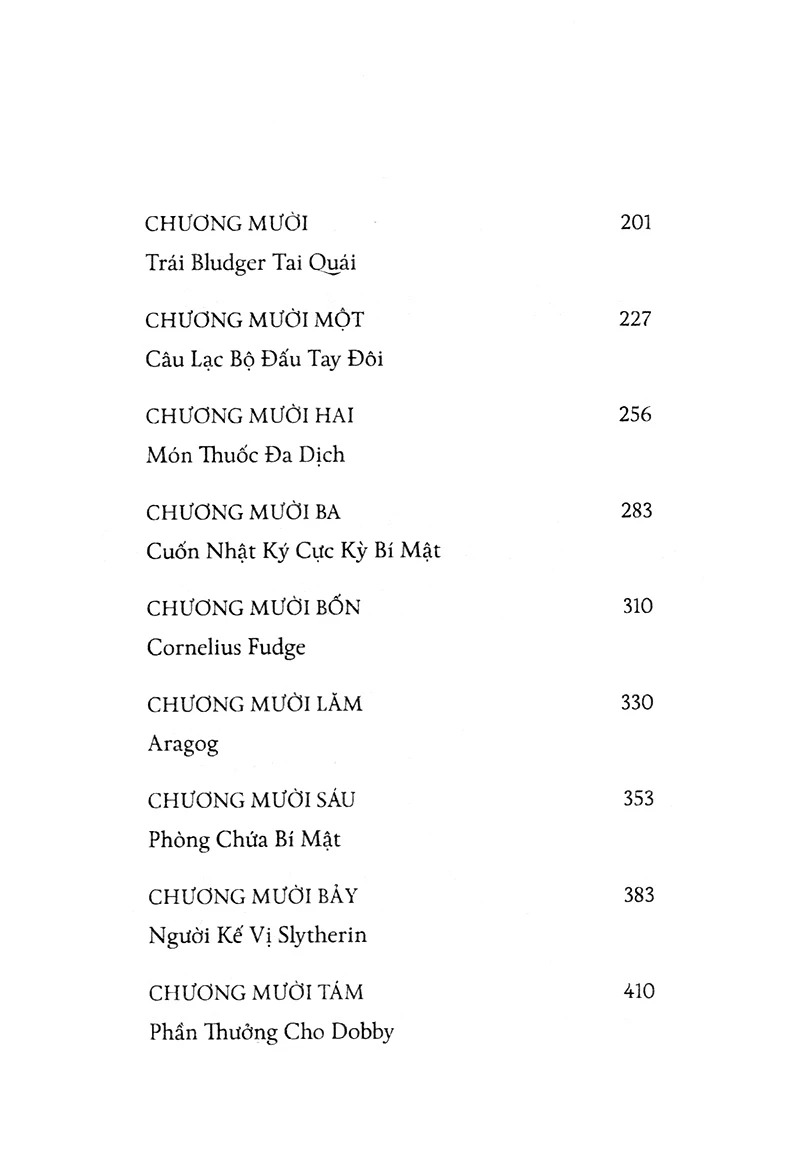 CHƯƠNG MƯỜI 201
Trái Bludger Tai Quái
CHƯƠNG MƯỜI MỘT 227
Câu Lạc Bộ Đấu Tay Đôi
CHƯƠNG MƯỜI HAI 256
Món Thuốc Đa Dịch
CHƯƠNG MƯỜI BA 283
Cuốn Nhật Ký Cực Kỳ Bí Mật
CHƯƠNG MƯỜI BỐN 310
Cornelius Fudge
CHƯƠNG MƯỜI LĂM 330
Aragog
CHƯƠNG MƯỜI SÁU 353
Phòng Chứa Bí Mật
CHƯƠNG MƯỜI BẢY 383
Người Kế Vị Slytherin
CHƯƠNG MƯỜI TÁM 410
Phần Thưởng Cho Dobby